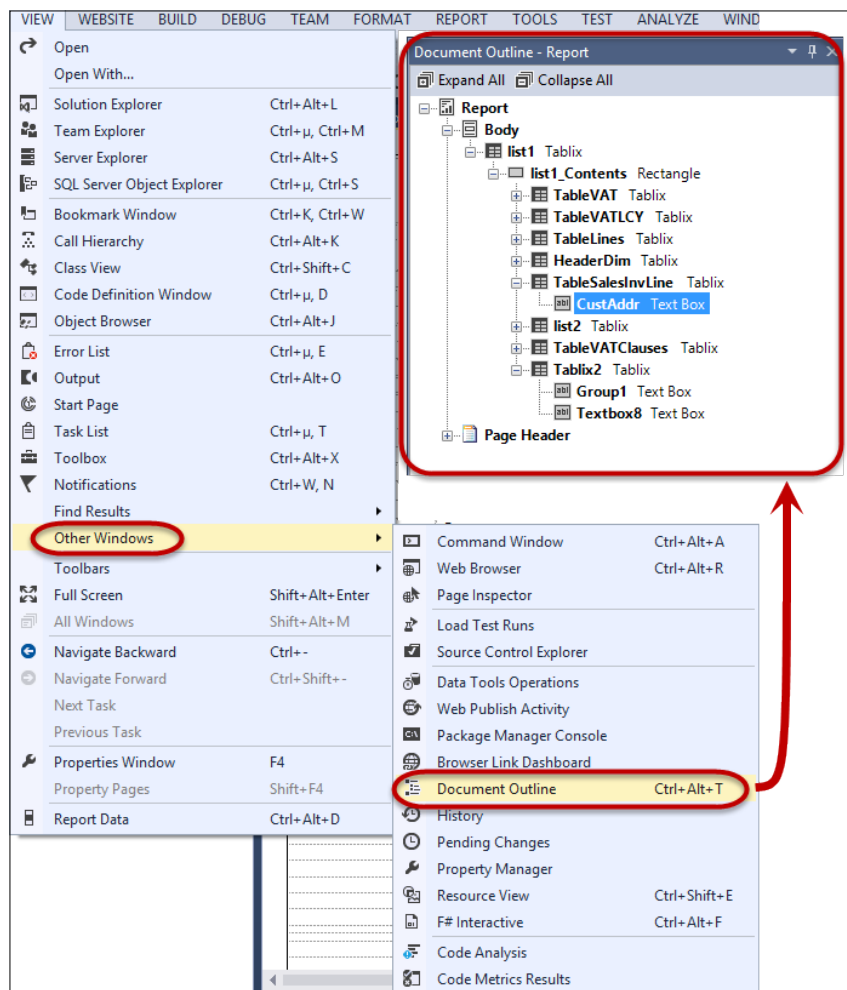 VIEW WEBSITE BUILD DEBUG TEAM FORMAT REPORT TOOLS TEST ANALYZE WIND
Open
Open With...
Solution Explorer Ctrl+Alt+L
Team Explorer Ctrl+µ, Ctrl+M
Server Explorer Ctrl+Alt+S
SQL Server Object Explorer Ctrl+µ, Ctrl+S
Bookmark Window Ctrl+K, Ctrl+W
Call Hierarchy Ctrl+Alt+K
Class View Ctrl+Shift+C
Code Definition Window Ctrl+µ, D
Object Browser Ctrl+Alt+J
Error List Ctrl+µ, E
Output Ctrl+Alt+O
Start Page
Task List Ctrl+µ, T
Toolbox Ctrl+Alt+X
Notifications Ctrl+W, N
Find Results
Other Windows
Toolbars
Full Screen Shift+Alt+Enter
All Windows Shift+Alt+M
Navigate Backward Ctrl+-
Navigate Forward Ctrl+Shift+-
Next Task
Previous Task
Properties Window F4
Property Pages Shift+F4
Report Data Ctrl+Alt+D
Document Outline - Report
Expand All Collapse All
Report
Body
list1 Tablix
list1_Contents Rectangle
TableVAT Tablix
TableVATLCY Tablix
TableLines Tablix
HeaderDim Tablix
TableSalesInvLine Tablix
CustAddr Text Box
list2 Tablix
TableVATClauses Tablix
Tablix2 Tablix
Group1 Text Box
Textbox8 Text Box
Page Header
Command Window Ctrl+Alt+A
Web Browser Ctrl+Alt+R
Page Inspector
Load Test Runs
Source Control Explorer
Data Tools Operations
Web Publish Activity
Package Manager Console
Browser Link Dashboard
Document Outline Ctrl+Alt+T
History
Pending Changes
Property Manager
Resource View Ctrl+Shift+E
F# Interactive Ctrl+Alt+F
Code Analysis
Code Metrics Results